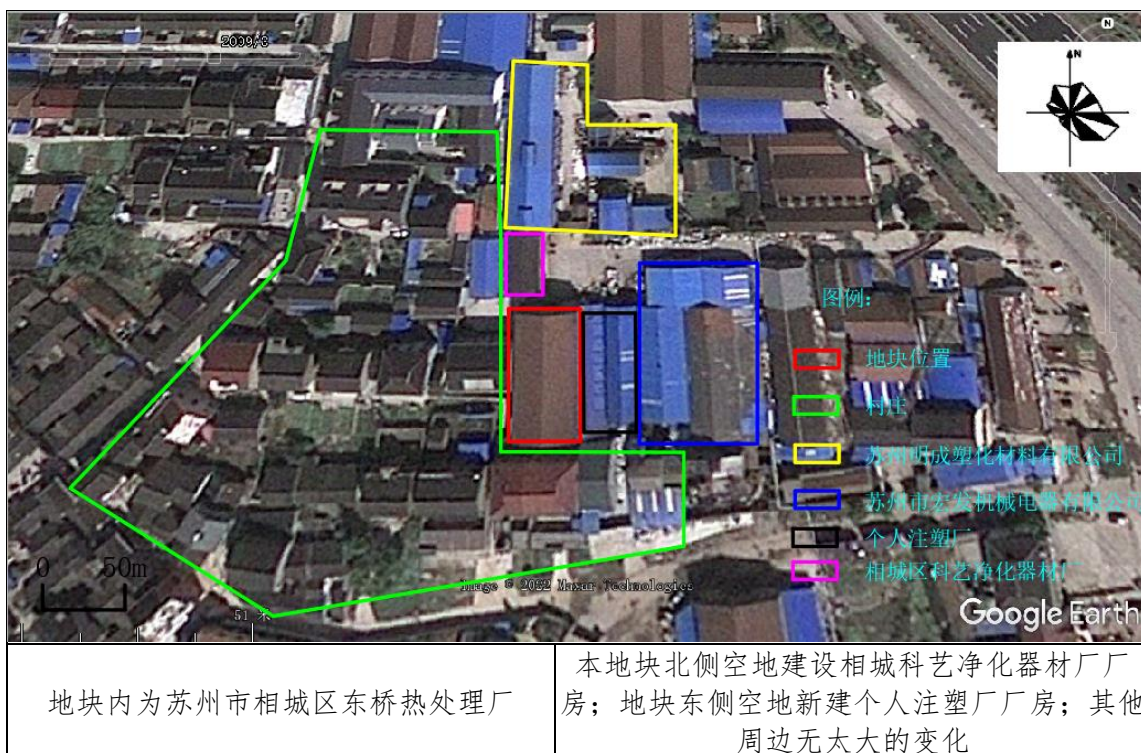 2009/3
N
N
图例：
地块位置
村庄
苏州明成塑化材料有限公司
苏州市宏发机械电器有限公司
个人注塑厂
相城区科艺净化器材厂
0 50m
Image © 2022 Maxar Technologies
51 米
Google Earth
地块内为苏州市相城区东桥热处理厂
本地块北侧空地建设相城科艺净化器材厂厂
房；地块东侧空地新建个人注塑厂厂房；其他
周边无太大的变化